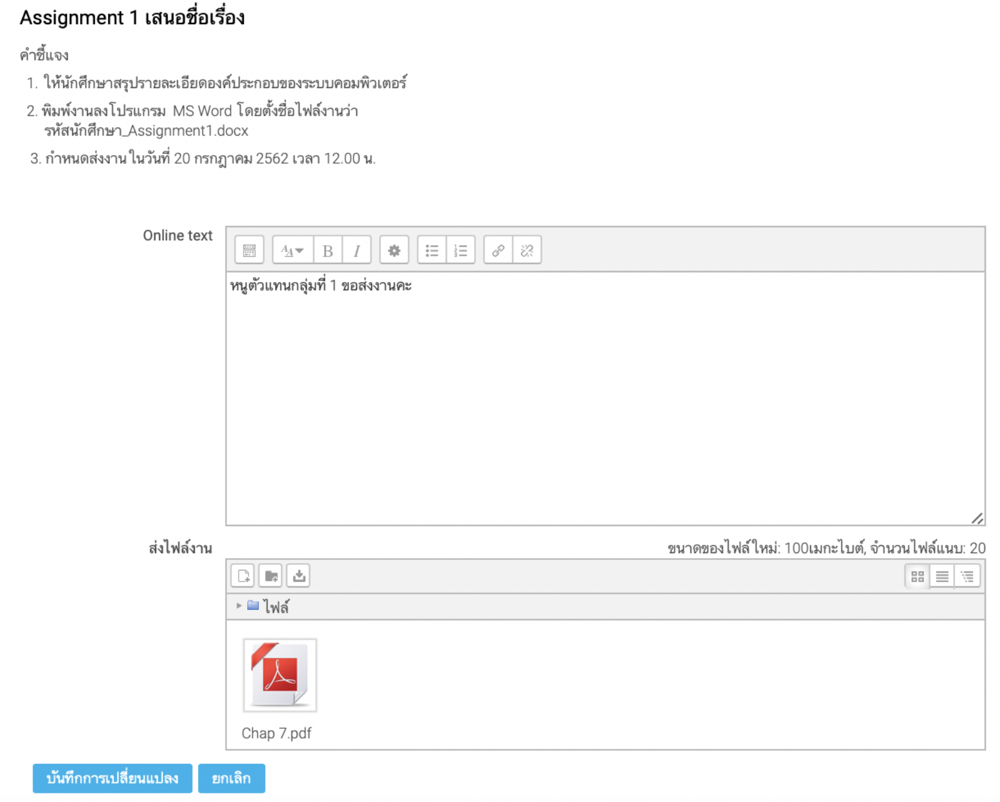 Assignment 1 เสนอชื่อเรื่อง
คำชี้แจง
1. ให้นักศึกษาสรุปรายละเอียดองค์ประกอบของระบบคอมพิวเตอร์
2. พิมพ์งานลงโปรแกรม MS Word โดยตั้งชื่อไฟล์งานว่า
รหัสนักศึกษา_Assignment1.docx
3. กำหนดส่งงาน ในวันที่ 20 กรกฎาคม 2562 เวลา 12.00 น.
Online text
หนูตัวแทนกลุ่มที่ 1 ขอส่งงานคะ
ส่งไฟล์งาน
ขนาดของไฟล์ใหม่: 100เมกะไบต์, จำนวนไฟล์แนบ: 20
ไฟล์
Chap 7.pdf
บันทึกการเปลี่ยนแปลง ยกเลิก